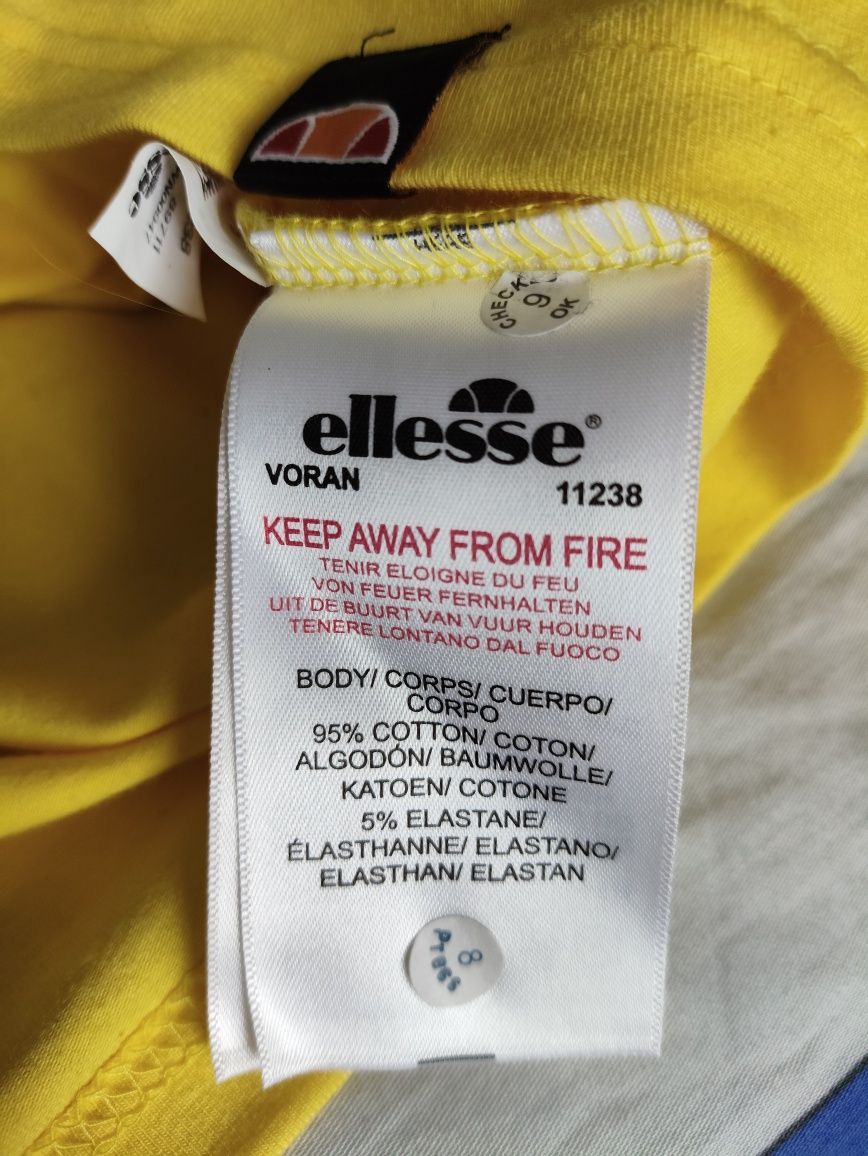 CHECK
9
OK
ellesse®
VORAN 11238
KEEP AWAY FROM FIRE
TENIR ELOIGNE DU FEU
VON FEUER FERNHALTEN
UIT DE BUURT VAN VUUR HOUDEN
TENERE LONTANO DAL FUOCO
BODY/ CORPS/ CUERPO/
CORPO
95% COTTON/ COTON/
ALGODÓN/ BAUMWOLLE/
KATOEN/ COTONE
5% ELASTANE/
ÉLASTHANNE/ ELASTANO/
ELASTHAN/ ELASTAN
8
Press